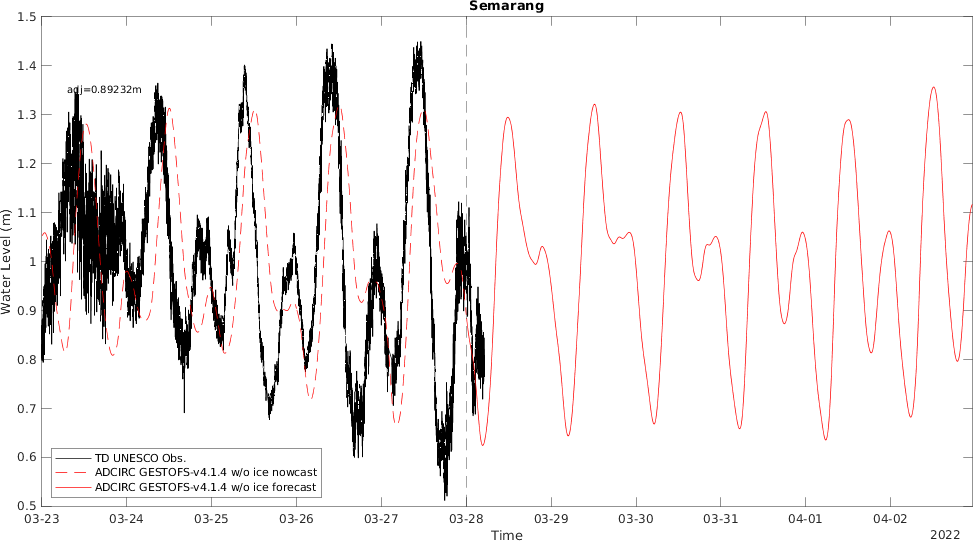 Semarang
Water Level (m)
1.5
1.4
1.3
1.2
1.1
1
0.9
0.8
0.7
0.6
0.5
adj=0.89232m
TD UNESCO Obs.
ADCIRC GESTOFS-v4.1.4 w/o ice nowcast
ADCIRC GESTOFS-v4.1.4 w/o ice forecast
03-23 03-24 03-25 03-26 03-27 03-28 03-29 03-30 03-31 04-01 04-02
Time
2022